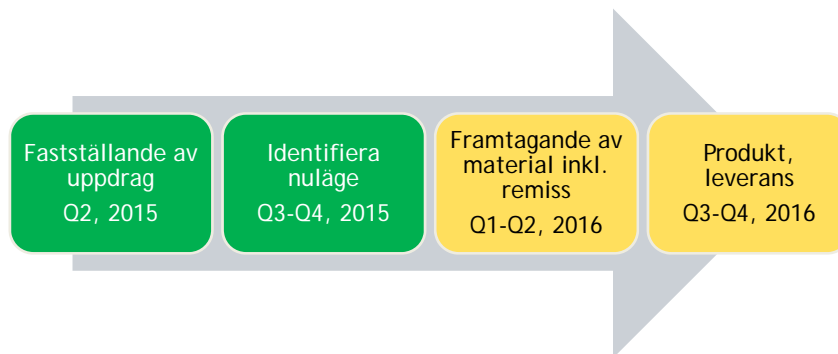 Fastställande av
uppdrag
Q2, 2015
Identifiera
nuläge
Q3-Q4, 2015
Framtagande av
material inkl.
remiss
Q1-Q2, 2016
Produkt,
leverans
Q3-Q4, 2016